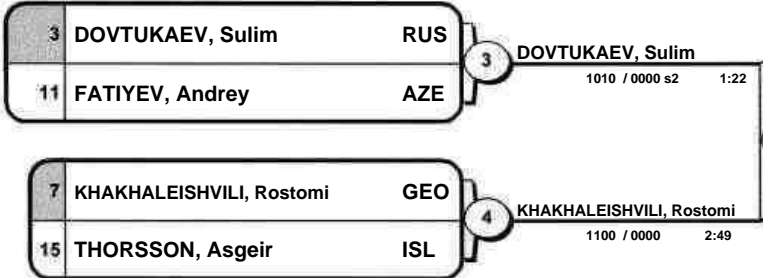 3 DOVTUKAEV, Sulim RUS
11 FATIYEV, Andrey AZE
3
DOVTUKAEV, Sulim
1010 / 0000 s2 1:22
7 KHAKHALEISHVILI, Rostomi GEO
15 THORSSON, Asgeir ISL
4
KHAKHALEISHVILI, Rostomi
1100 / 0000 2:49